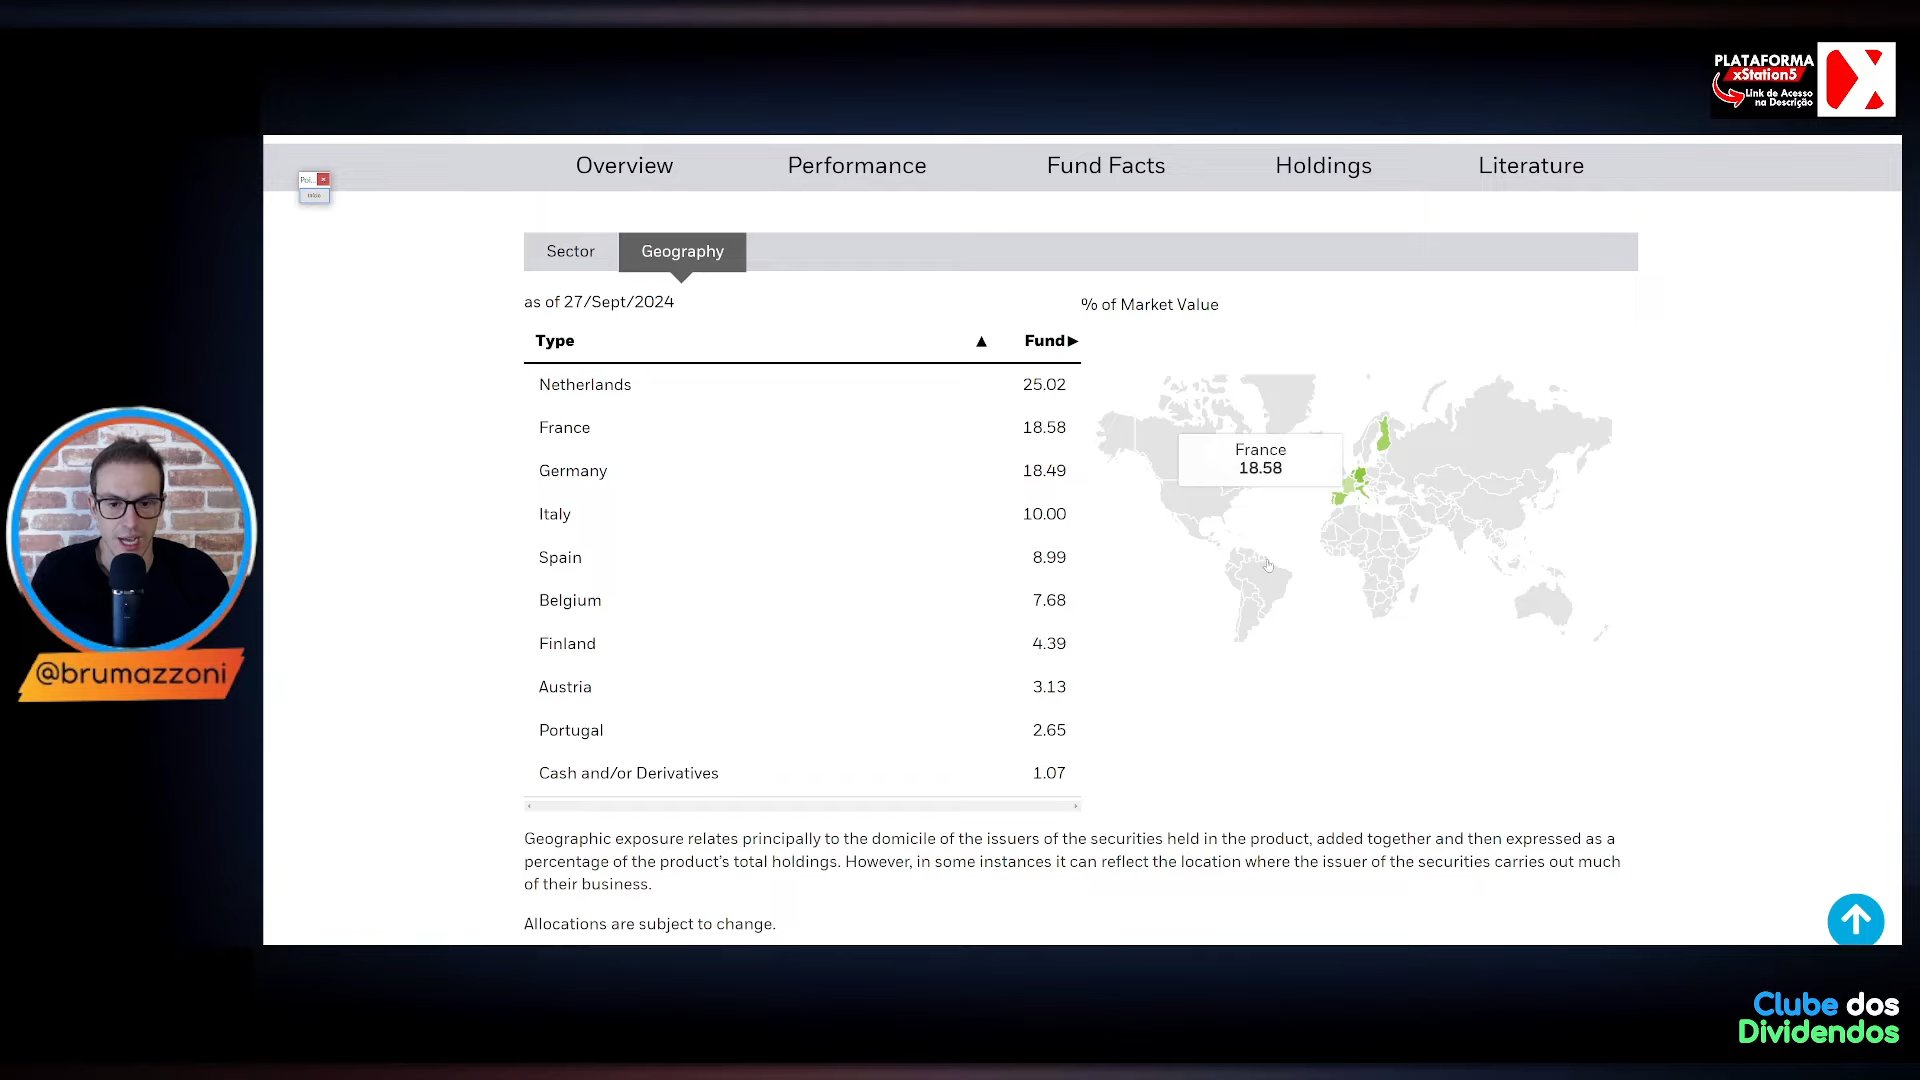 PLATAFORMA
xStation5
Link de Acesso
na Descrição
Overview Performance Fund Facts Holdings Literature
Poi...
Início
Sector Geography
as of 27/Sept/2024
% of Market Value
Type ▲ Fund▶
Netherlands 25.02
France 18.58
Germany 18.49
Italy 10.00
Spain 8.99
Belgium 7.68
Finland 4.39
Austria 3.13
Portugal 2.65
Cash and/or Derivatives 1.07
France
18.58
Geographic exposure relates principally to the domicile of the issuers of the securities held in the product, added together and then expressed as a
percentage of the product's total holdings. However, in some instances it can reflect the location where the issuer of the securities carries out much
of their business.
Allocations are subject to change.
@brumazzoni
Clube dos
Dividendos